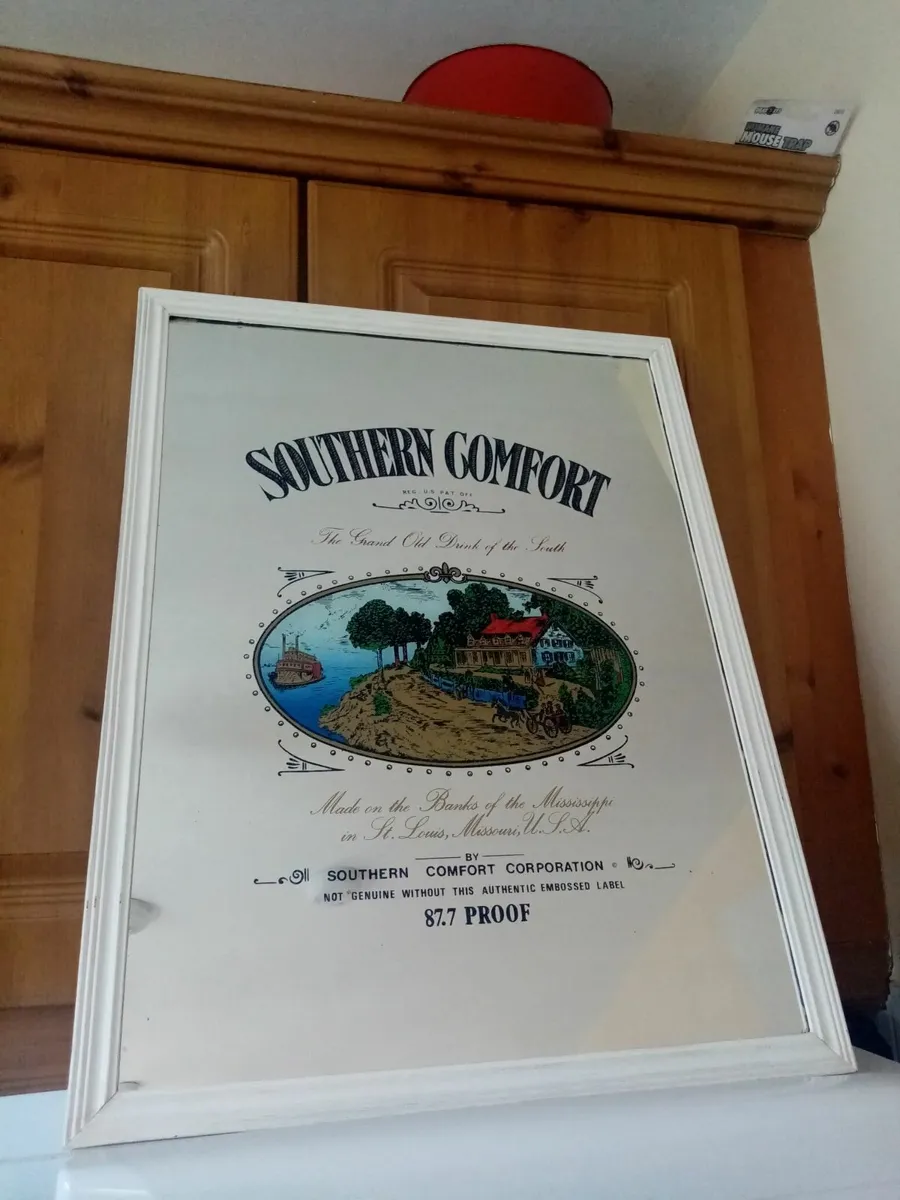 HUMANE
MOUSE TRAP
SOUTHERN COMFORT
REG. U.S. PAT. OFF.
The Grand Old Drink of the South
Made on the Banks of the Mississippi
in St. Louis, Missouri, U.S.A.
BY
SOUTHERN COMFORT CORPORATION ©
NOT GENUINE WITHOUT THIS AUTHENTIC EMBOSSED LABEL
87.7 PROOF